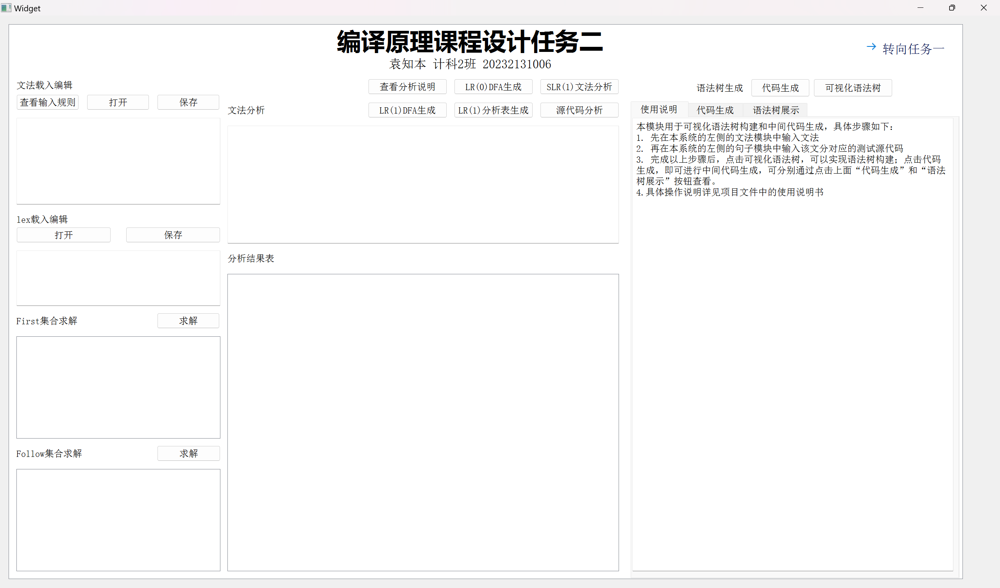 Widget
编译原理课程设计任务二
转向任务一
袁知本 计科2班 20232131006
文法载入编辑
查看输入规则 打开 保存
lex载入编辑
打开 保存
First集合求解 求解
Follow集合求解 求解
查看分析说明 LR(0)DFA生成 SLR(1)文法分析
文法分析 LR(1)DFA生成 LR(1)分析表生成 源代码分析
分析结果表
语法树生成 代码生成 可视化语法树
使用说明 代码生成 语法树展示
本模块用于可视化语法树构建和中间代码生成，具体步骤如下：
1. 先在本系统的左侧的文法模块中输入文法
2. 再在本系统的左侧的句子模块中输入该文分对应的测试源代码
3. 完成以上步骤后，点击可视化语法树，可以实现语法树构建；点击代码
生成，即可进行中间代码生成，可分别通过点击上面“代码生成”和“语法
树展示”按钮查看。
4.具体操作说明详见项目文件中的使用说明书